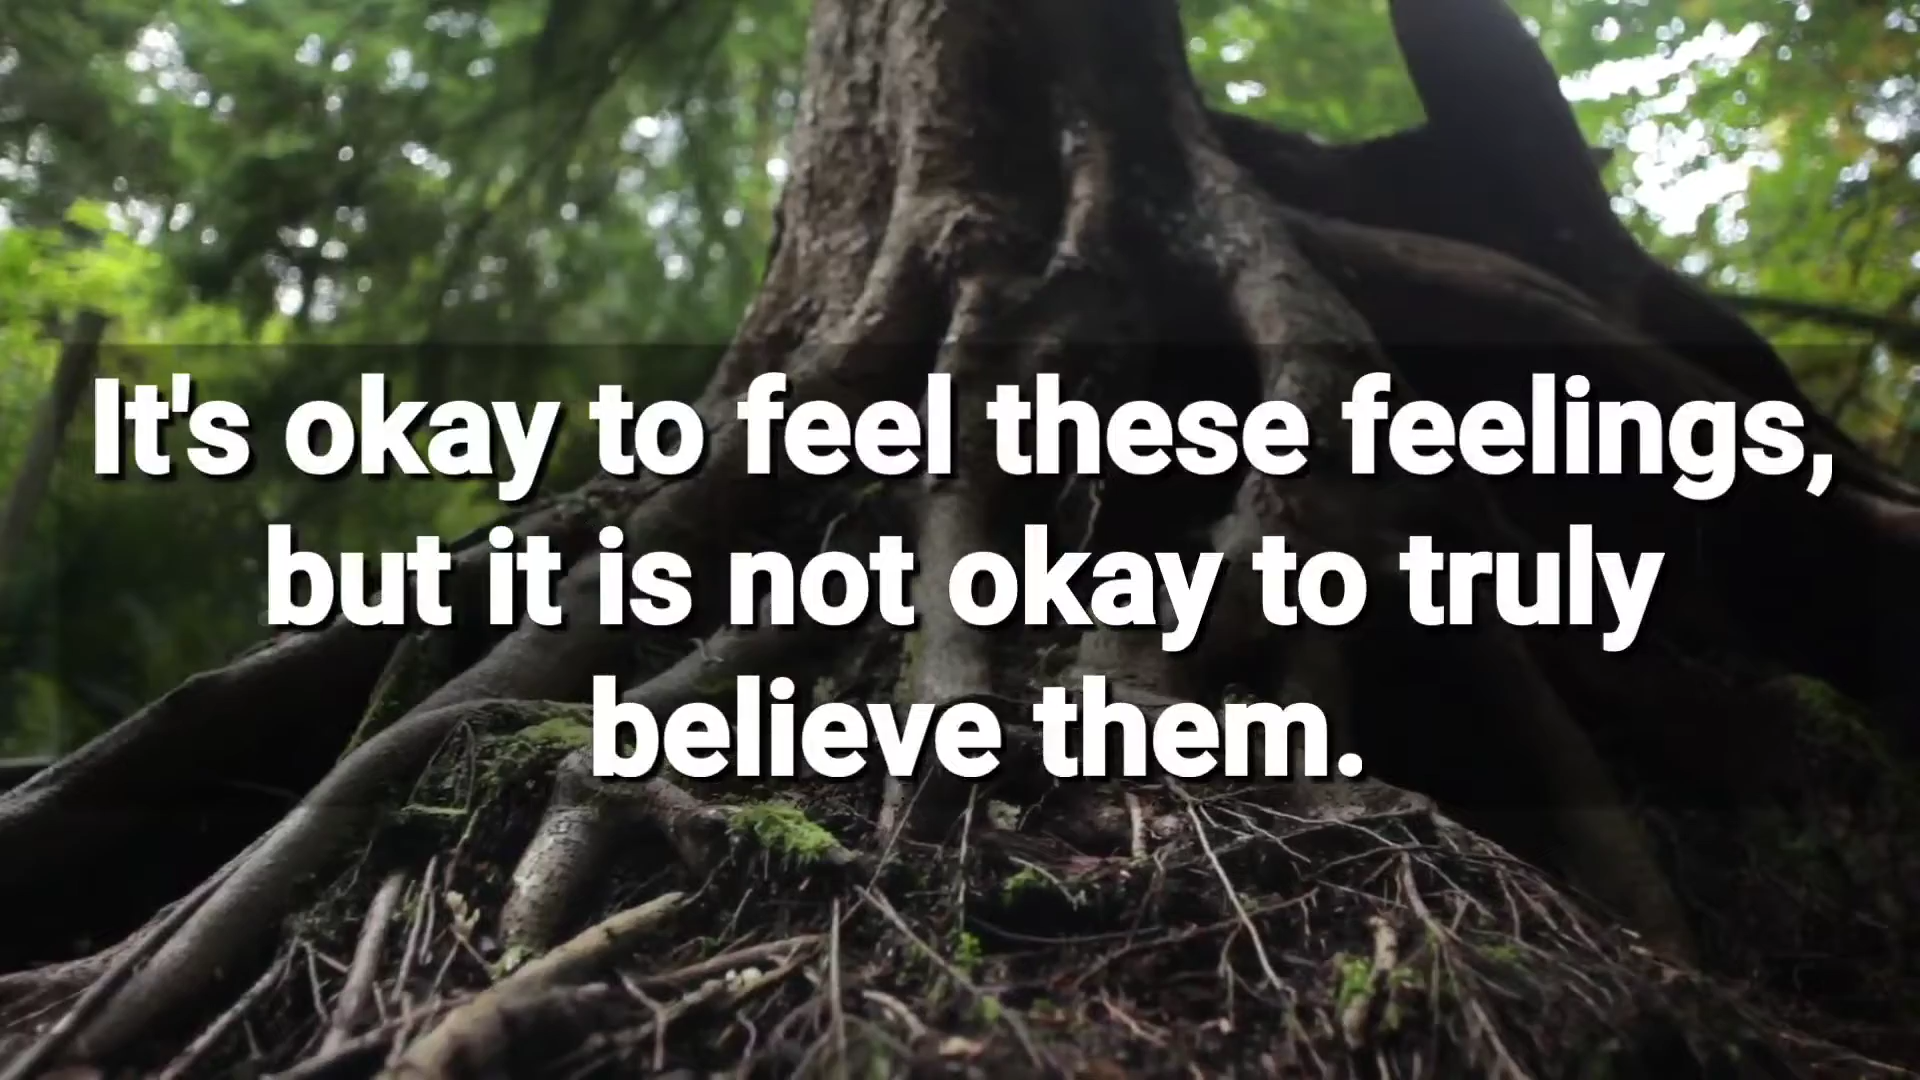 It's okay to feel these feelings,
but it is not okay to truly
believe them.